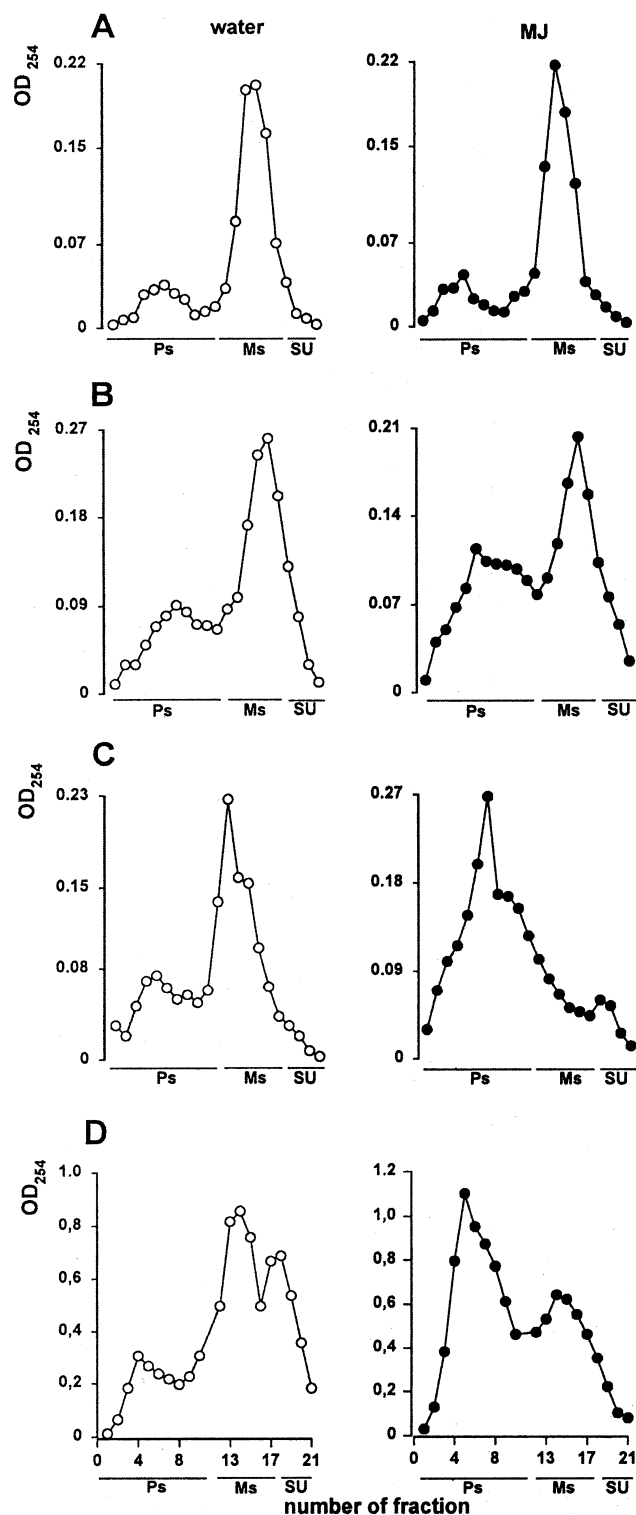 A
water
MJ
OD 254
0.22
0.15
0.07
0
Ps
Ms
SU
0.22
0.15
0.07
0
Ps
Ms
SU
B
OD 254
0.27
0.18
0.09
0
Ps
Ms
SU
0.21
0.14
0.07
0
Ps
Ms
SU
C
OD254
0.23
0.15
0.08
0
Ps
Ms
SU
0.27
0.18
0.09
0
Ps
Ms
SU
D
OD254
1.0
0,8
0,6
0,4
0,2
0
0 4 8 13 17 21
Ps
Ms
SU
1,2
1,0
0,8
0,6
0,4
0,2
0
0 4 8 13 17 21
Ps
Ms
SU
number of fraction